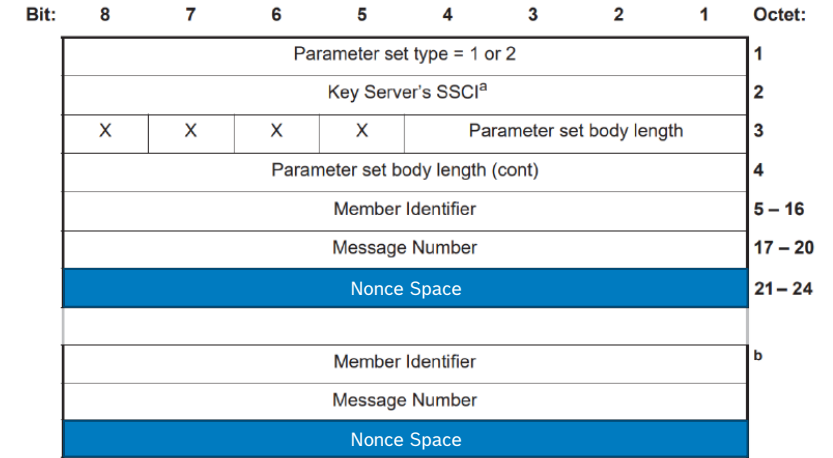 Bit: 8 7 6 5 4 3 2 1 Octet:
Parameter set type = 1 or 2 1
Key Server's SSCIa 2
X X X X Parameter set body length 3
Parameter set body length (cont) 4
Member Identifier 5 – 16
Message Number 17 – 20
Nonce Space 21 – 24
Member Identifier b
Message Number
Nonce Space